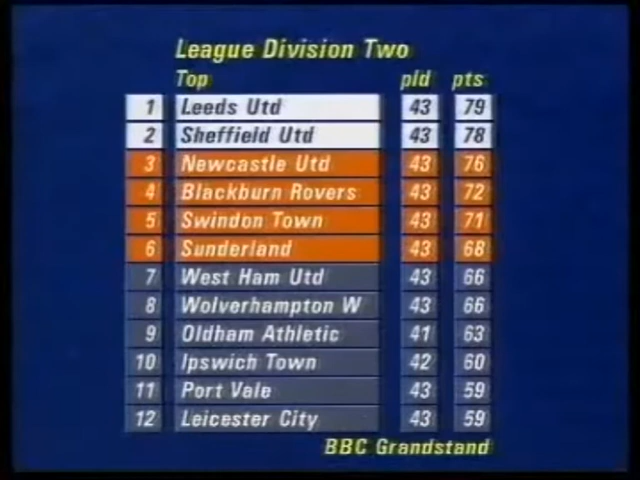 League Division Two
Top pld pts
1 Leeds Utd 43 79
2 Sheffield Utd 43 78
3 Newcastle Utd 43 76
4 Blackburn Rovers 43 72
5 Swindon Town 43 71
6 Sunderland 43 68
7 West Ham Utd 43 66
8 Wolverhampton W 43 66
9 Oldham Athletic 41 63
10 Ipswich Town 42 60
11 Port Vale 43 59
12 Leicester City 43 59
BBC Grandstand